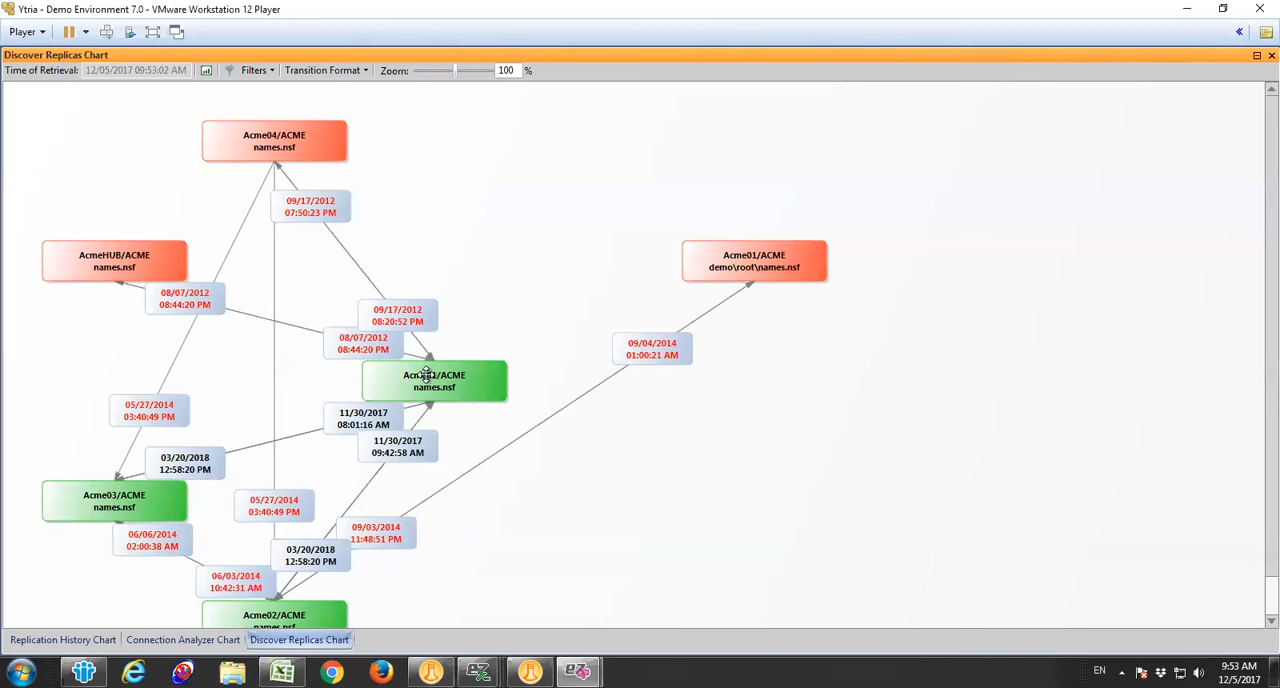 Ytria - Demo Environment 7.0 - VMware Workstation 12 Player
Player
Discover Replicas Chart
Time of Retrieval: 12/05/2017 09:53:02 AM Filters Transition Format Zoom: 100 %
Acme04/ACME
names.nsf
09/17/2012
07:50:23 PM
AcmeHUB/ACME
names.nsf
Acme01/ACME
demo\root\names.nsf
08/07/2012
08:44:20 PM
09/17/2012
08:20:52 PM
08/07/2012
08:44:20 PM
09/04/2014
01:00:21 AM
names.nsf
05/27/2014
03:40:49 PM
11/30/2017
08:01:16 AM
11/30/2017
09:42:58 AM
03/20/2018
12:58:20 PM
Acme03/ACME
names.nsf
05/27/2014
03:40:49 PM
06/06/2014
02:00:38 AM
09/03/2014
11:48:51 PM
03/20/2018
12:58:20 PM
06/03/2014
10:42:31 AM
Acme02/ACME
Replication History Chart Connection Analyzer Chart Discover Replicas Chart
EN
9:53 AM
12/5/2017